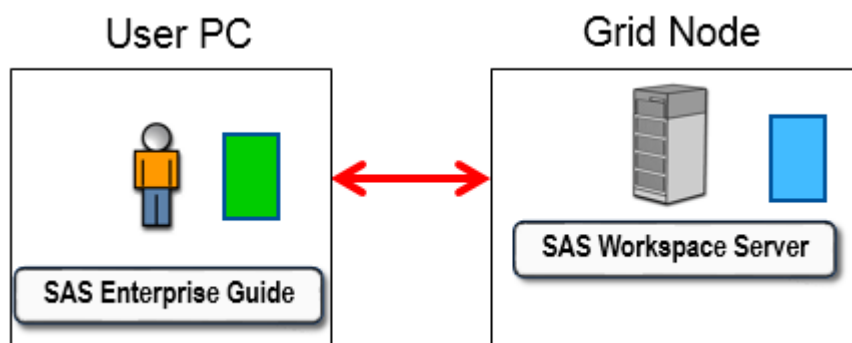 User PC
Grid Node
SAS Enterprise Guide
SAS Workspace Server